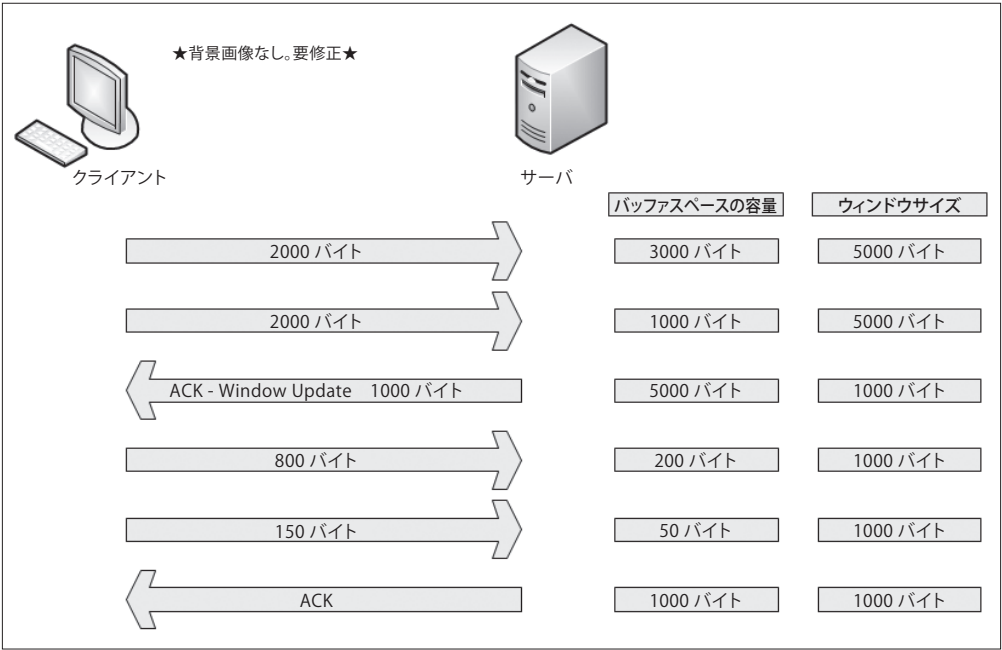 ★背景画像なし。要修正★
クライアント
サーバ
バッファスペースの容量 ウィンドウサイズ
2000 バイト 3000 バイト 5000 バイト
2000 バイト 1000 バイト 5000 バイト
ACK - Window Update 1000 バイト 5000 バイト 1000 バイト
800 バイト 200 バイト 1000 バイト
150 バイト 50 バイト 1000 バイト
ACK 1000 バイト 1000 バイト